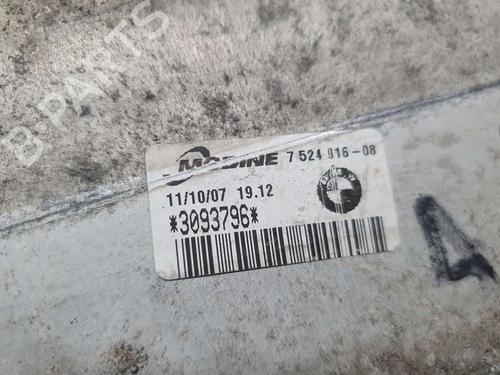 B-PARTS
MODINE 7 524 916-08
11/10/07 19.12
*3093796*
A